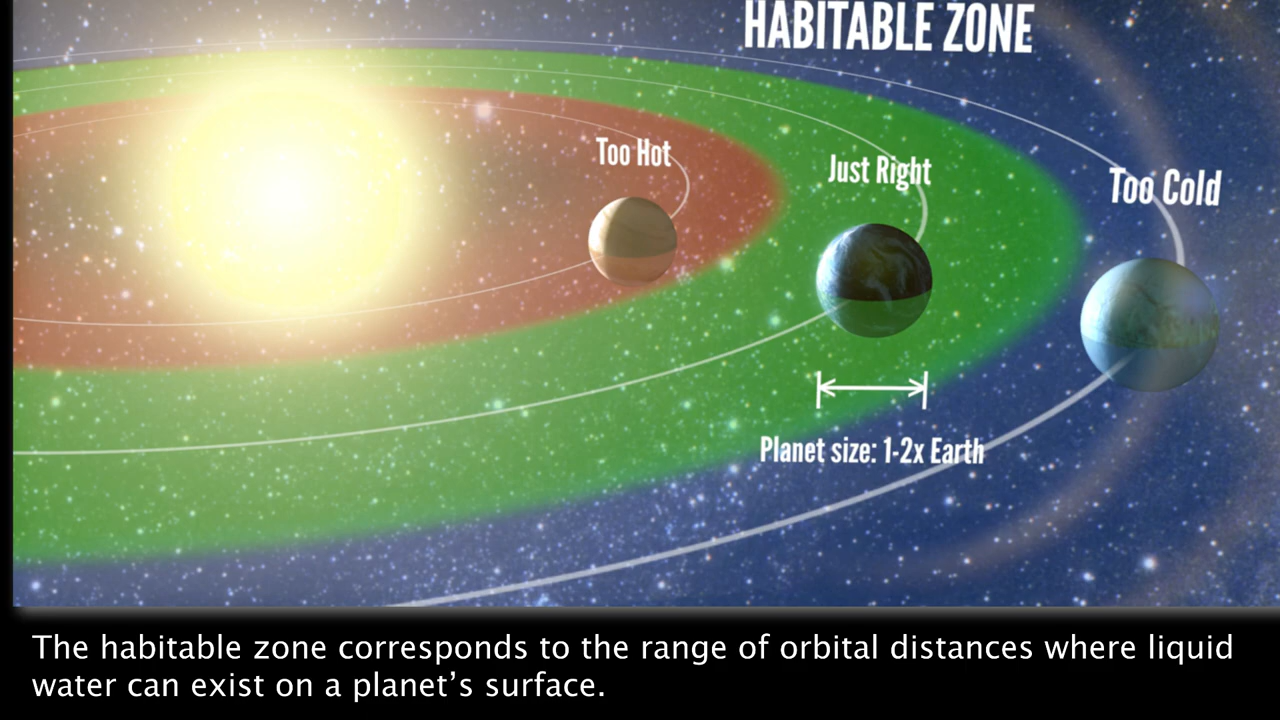 HABITABLE ZONE
Too Hot
Just Right
Too Cold
Planet size: 1-2x Earth
The habitable zone corresponds to the range of orbital distances where liquid
water can exist on a planet’s surface.